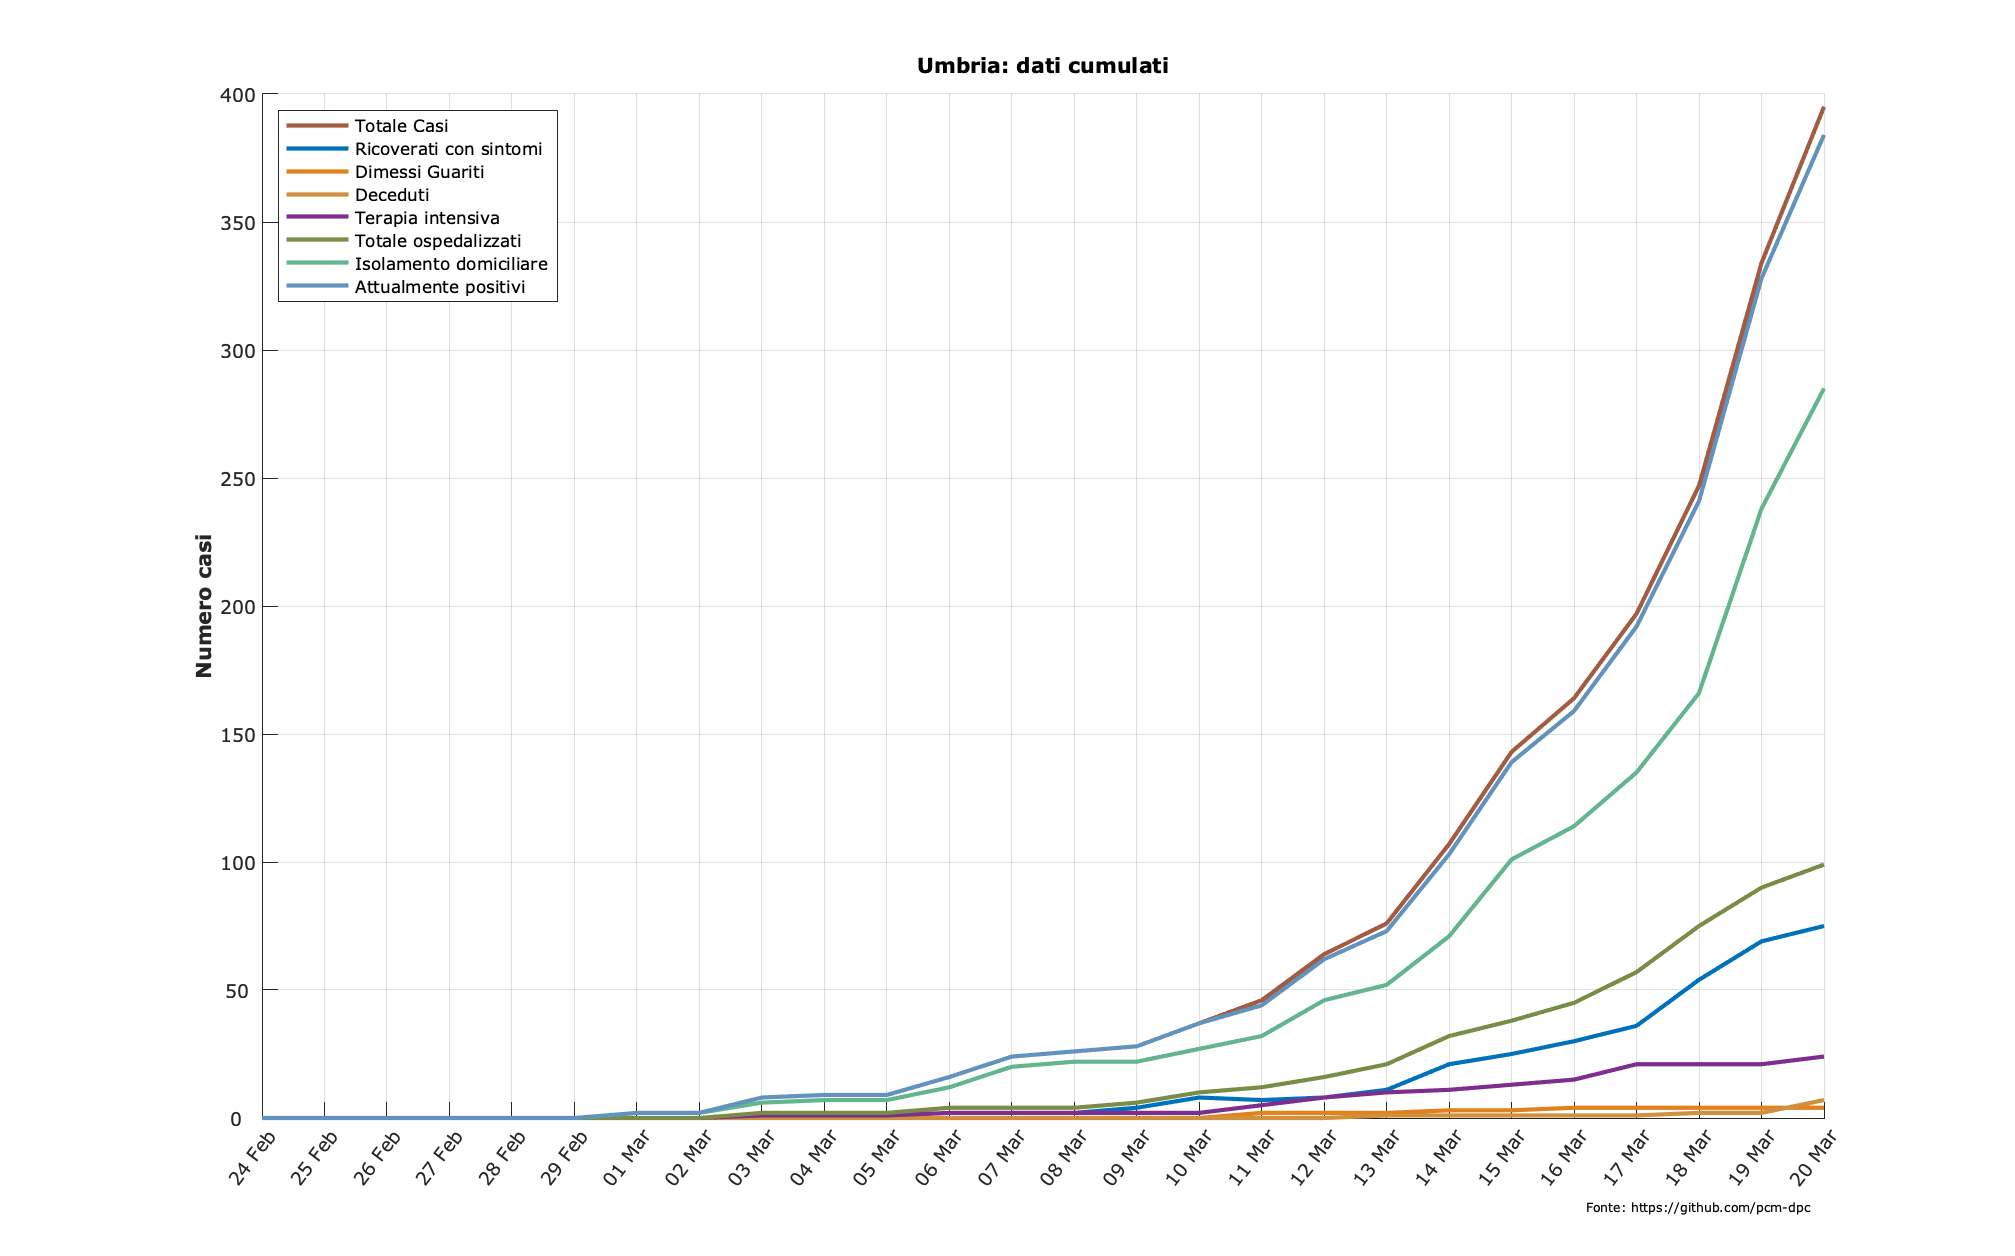 Umbria: dati cumulati
400
350
300
250
200
150
100
50
0
Numero casi
Totale Casi
Ricoverati con sintomi
Dimessi Guariti
Deceduti
Terapia intensiva
Totale ospedalizzati
Isolamento domiciliare
Attualmente positivi
24 Feb
25 Feb
26 Feb
27 Feb
28 Feb
29 Feb
01 Mar
02 Mar
03 Mar
04 Mar
05 Mar
06 Mar
07 Mar
08 Mar
09 Mar
10 Mar
11 Mar
12 Mar
13 Mar
14 Mar
15 Mar
16 Mar
17 Mar
18 Mar
19 Mar
20 Mar
Fonte: https://github.com/pcm-dpc